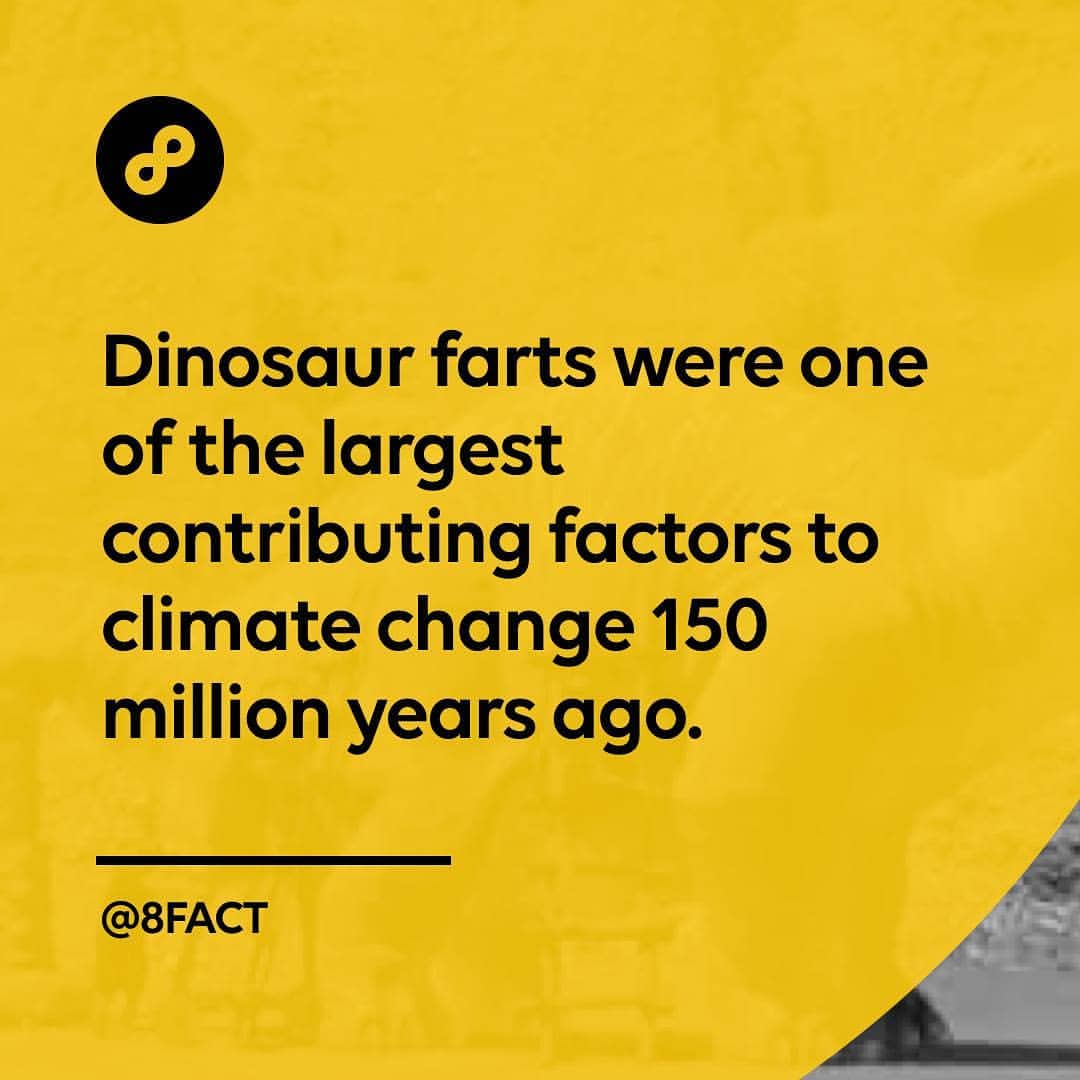 Dinosaur farts were one
of the largest
contributing factors to
climate change 150
million years ago.
@8FACT